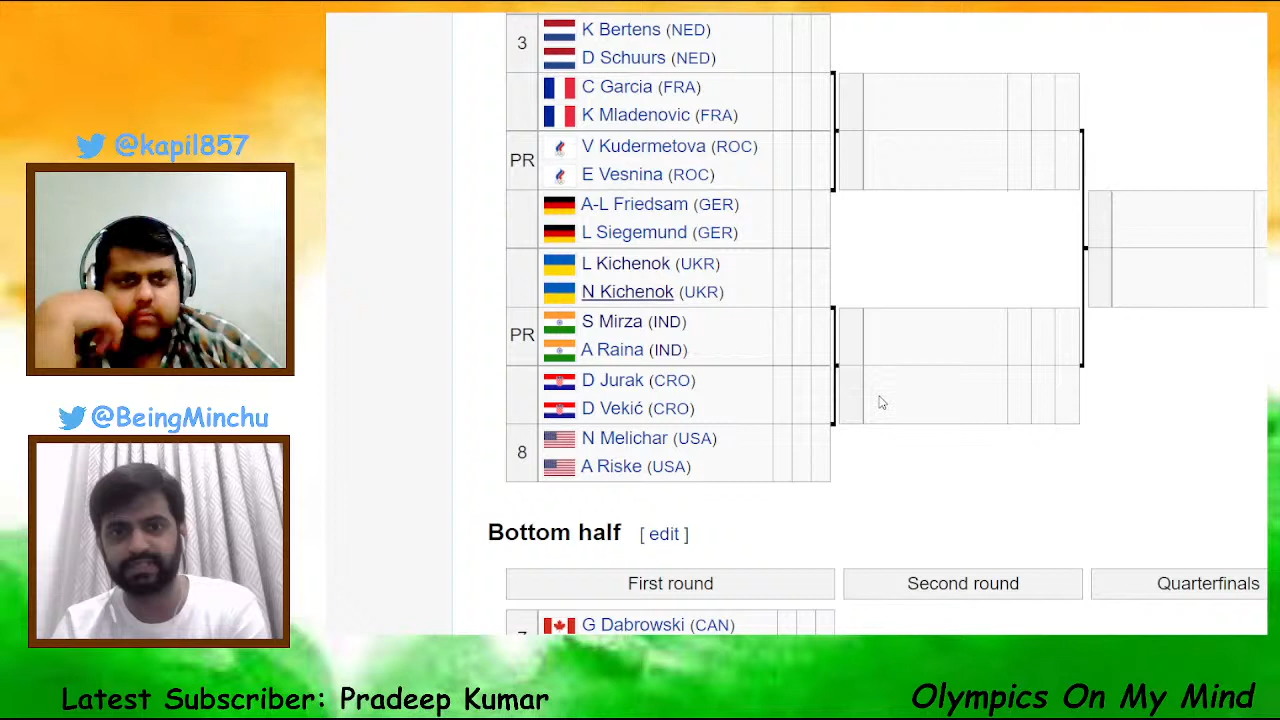 @kapil857
@BeingMinchu
3
K Bertens (NED)
D Schuurs (NED)
C Garcia (FRA)
K Mladenovic (FRA)
PR
V Kudermetova (ROC)
E Vesnina (ROC)
A-L Friedsam (GER)
L Siegemund (GER)
L Kichenok (UKR)
N Kichenok (UKR)
PR
S Mirza (IND)
A Raina (IND)
D Jurak (CRO)
D Vekić (CRO)
8
N Melichar (USA)
A Riske (USA)
Bottom half [ edit ]
First round Second round Quarterfinals
G Dabrowski (CAN)
Latest Subscriber: Pradeep Kumar
Olympics On My Mind